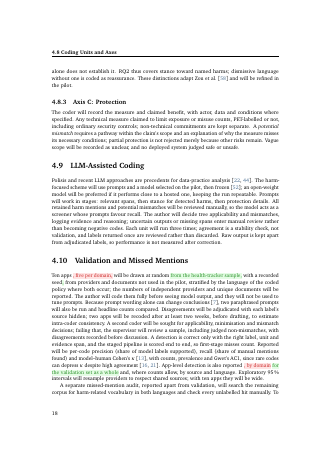 4.8 Coding Units and Axes
alone does not establish it. RQ2 thus covers stance toward named harms; dismissive language
without one is coded as reassurance. These distinctions adapt Zou et al. [59] and will be refined in
the pilot.
4.8.3 Axis C: Protection
The coder will record the measure and claimed benefit, with actor, data and conditions where
specified. Any technical measure claimed to limit exposure or misuse counts, PET-labelled or not,
including ordinary security controls; non-technical commitments are kept separate. A potential
mismatch requires a pathway within the claim's scope and an explanation of why the measure misses
its necessary conditions; partial protection is not rejected merely because other risks remain. Vague
scope will be recorded as unclear, and no deployed system judged safe or unsafe.
4.9 LLM-Assisted Coding
Polisis and recent LLM approaches are precedents for data-practice analysis [22, 44]. The harm-
focused scheme will use prompts and a model selected on the pilot, then frozen [52]; an open-weight
model will be preferred if it performs close to a hosted one, keeping the run repeatable. Prompts
will work in stages: relevant spans, then stance for detected harms, then protection details. All
retained harm mentions and potential mismatches will be reviewed manually, so the model acts as a
screener whose proposals favour recall. The author will decide tree applicability and mismatches,
logging evidence and reasoning; uncertain outputs or missing spans enter manual review rather
than becoming negative codes. Each unit will run three times; agreement is a stability check, not
validation, and labels returned once are reviewed rather than discarded. Raw output is kept apart
from adjudicated labels, so performance is not measured after correction.
4.10 Validation and Missed Mentions
Ten apps , five per domain, will be drawn at random from the health-tracker sample, with a recorded
seed, from providers and documents not used in the pilot, stratified by the language of the coded
policy where both occur; the numbers of independent providers and unique documents will be
reported. The author will code them fully before seeing model output, and they will not be used to
tune prompts. Because prompt wording alone can change conclusions [7], two paraphrased prompts
will also be run and headline counts compared. Disagreements will be adjudicated with each label's
source hidden; two apps will be recoded after at least two weeks, before drafting, to estimate
intra-coder consistency. A second coder will be sought for applicability, minimisation and mismatch
decisions; failing that, the supervisor will review a sample, including judged non-mismatches, with
disagreements recorded before discussion. A detection is correct only with the right label, unit and
evidence span, and the staged pipeline is scored end to end, so first-stage misses count. Reported
will be per-code precision (share of model labels supported), recall (share of manual mentions
found) and model-human Cohen's κ [13], with counts, prevalence and Gwet's AC1, since rare codes
can depress κ despite high agreement [18, 21]. App-level detection is also reported , by domain for
the validation set as a whole and, where counts allow, by source and language. Exploratory 95%
intervals will resample providers to respect shared sources; with ten apps they will be wide.
A separate missed-mention audit, reported apart from validation, will search the remaining
corpus for harm-related vocabulary in both languages and check every unlabelled hit manually. To
18